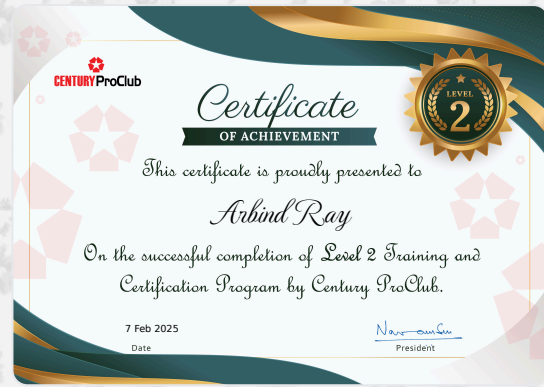 CENTURY ProClub
LEVEL
2
Certificate
OF ACHIEVEMENT
This certificate is proudly presented to
Arbind Ray
On the successful completion of Level 2 Training and
Certification Program by Century ProClub.
7 Feb 2025
Date
President